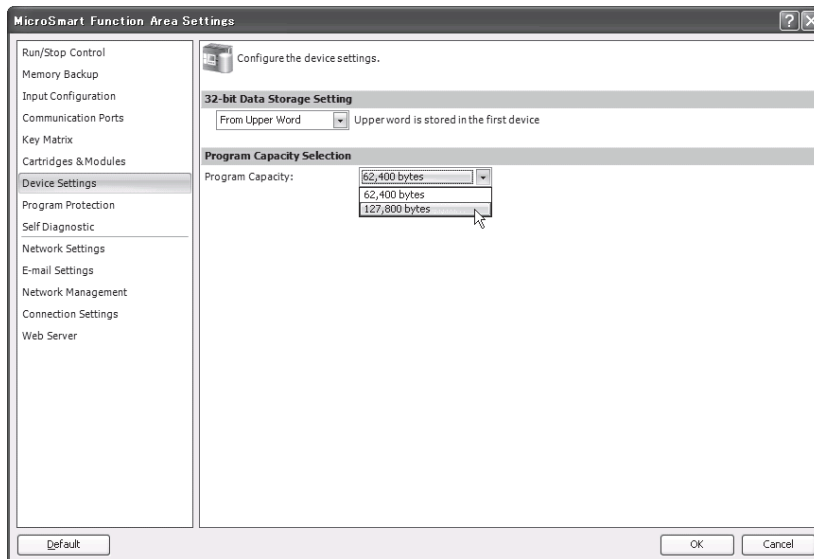 MicroSmart Function Area Settings
Run/Stop Control
Memory Backup
Input Configuration
Communication Ports
Key Matrix
Cartridges & Modules
Device Settings
Program Protection
Self Diagnostic
Network Settings
E-mail Settings
Network Management
Connection Settings
Web Server
Configure the device settings.
32-bit Data Storage Setting
From Upper Word Upper word is stored in the first device
Program Capacity Selection
Program Capacity: 62,400 bytes
62,400 bytes
127,800 bytes
Default OK Cancel